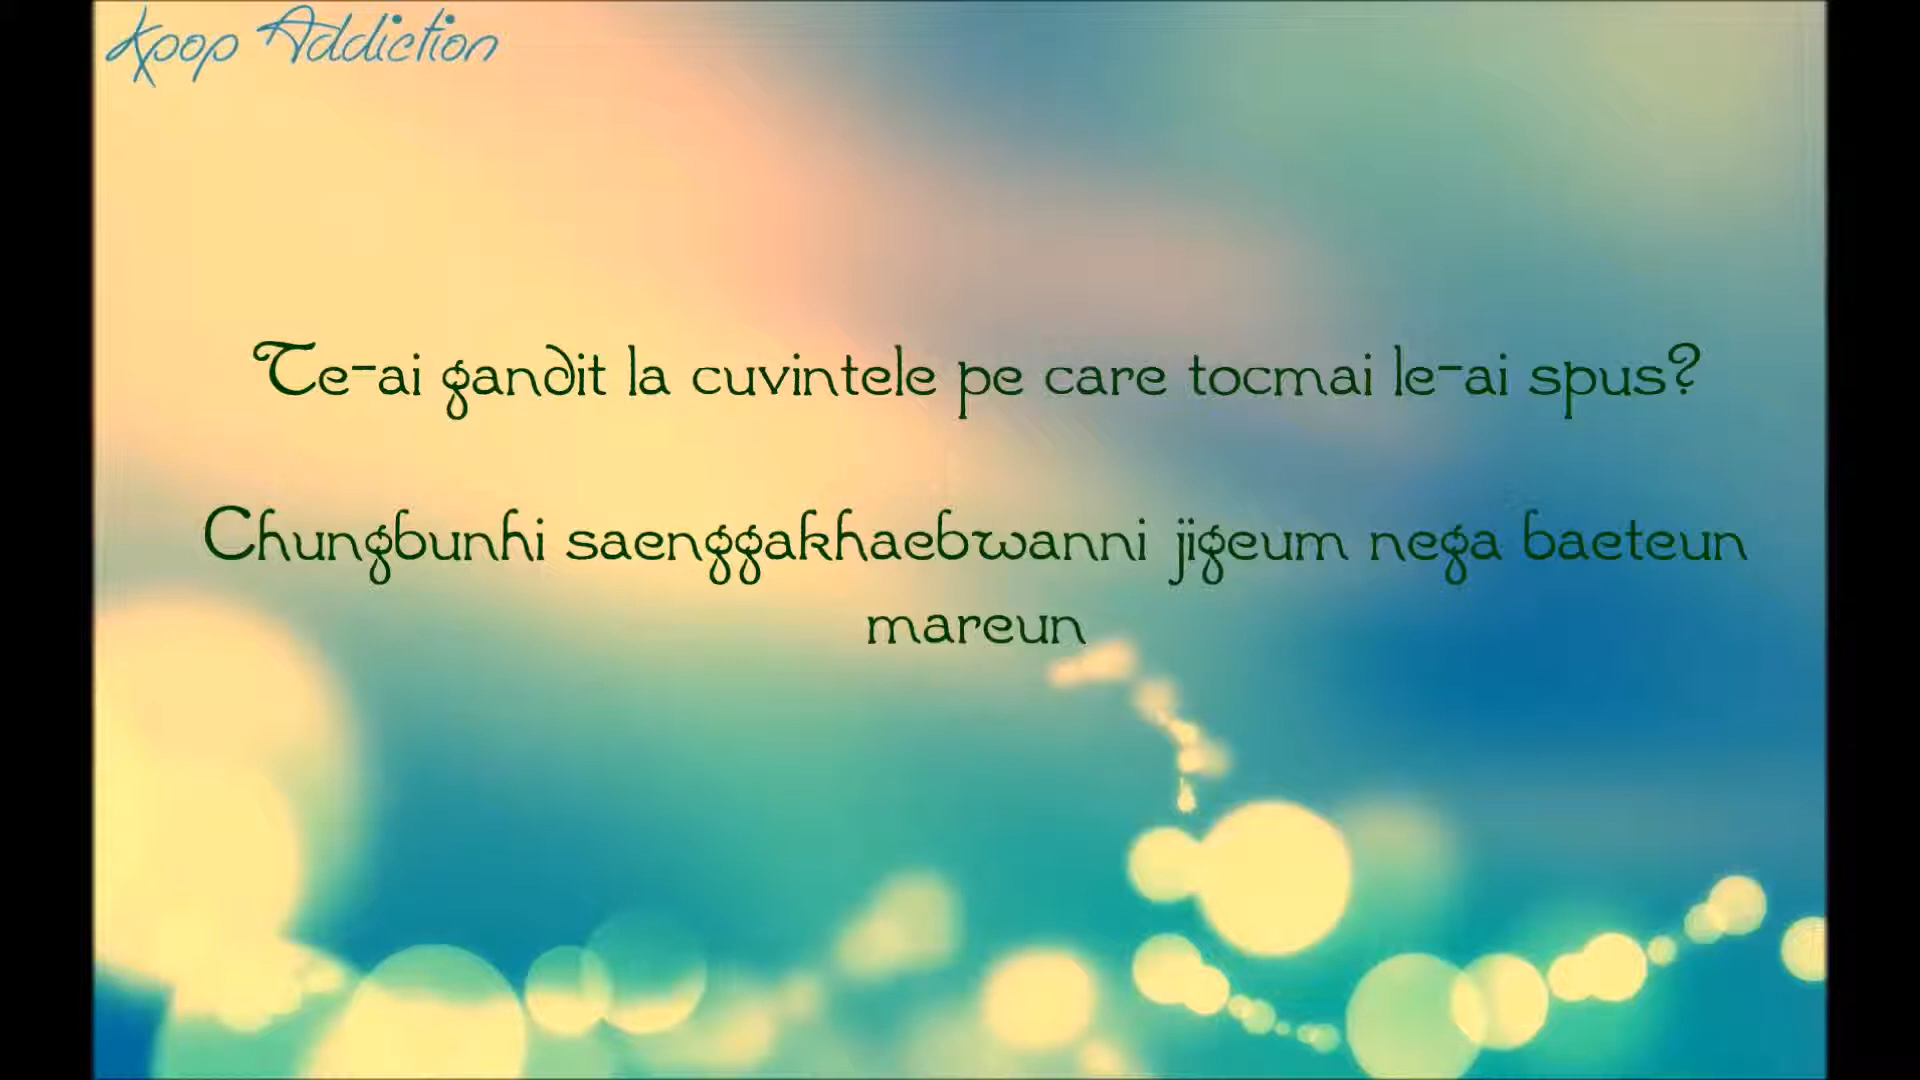 Kpop Addiction
Te-ai gandit la cuvintele pe care tocmai le-ai spus?
Chungbunhi saenggakhaebwanni jigeum nega baeteun
mareun